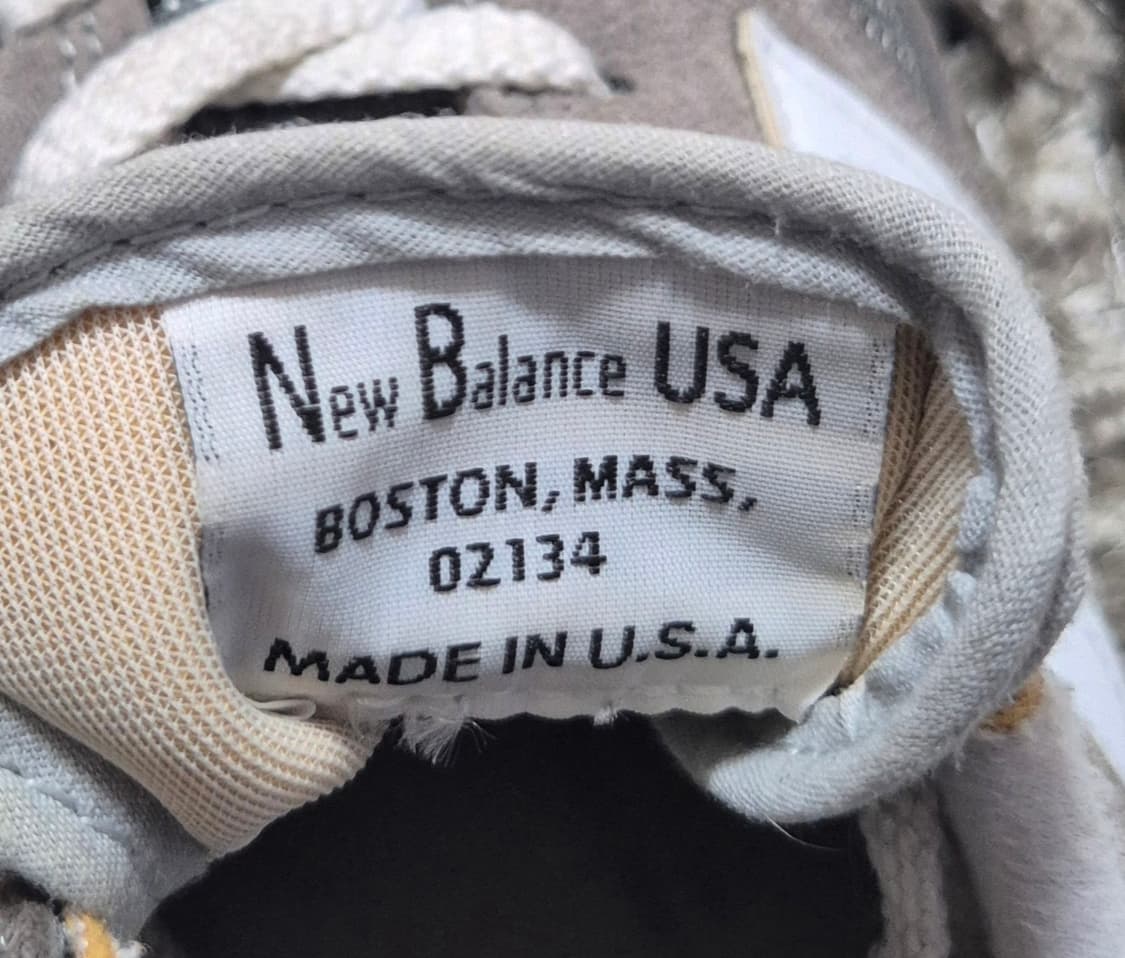 New Balance USA
BOSTON, MASS,
02134
MADE IN U.S.A.